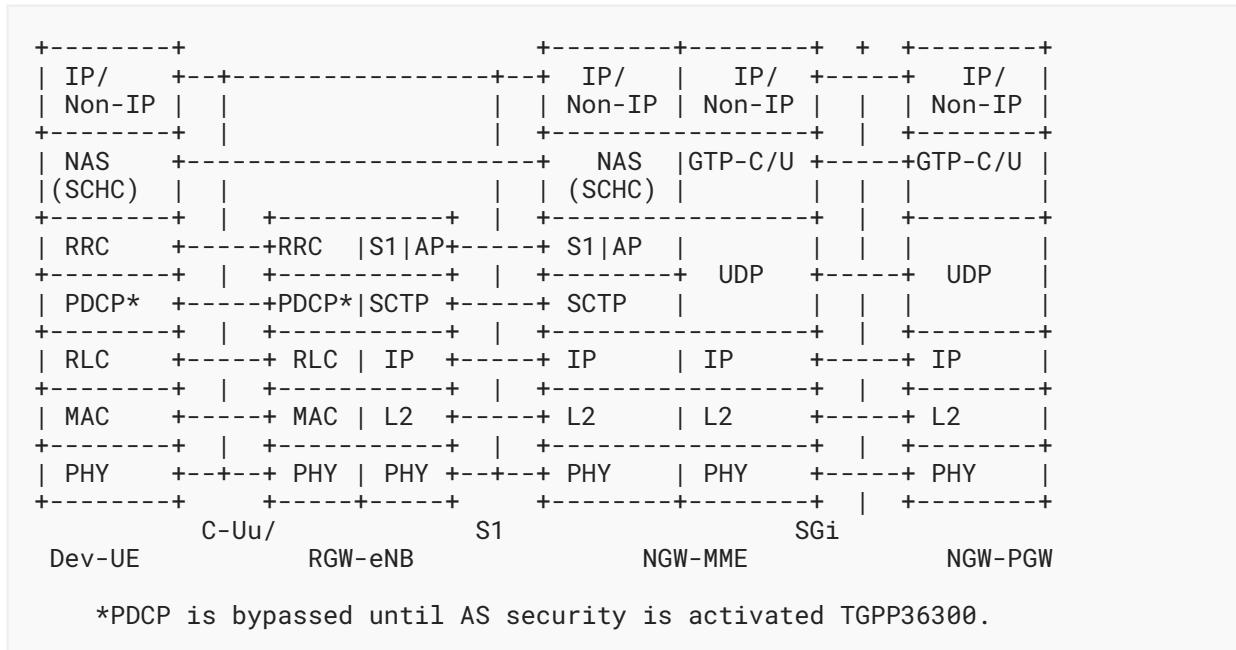 +--------+                       +--------+--------+  +  +--------+
| IP/    +--+-----------------+--+  IP/   |   IP/  +-----+   IP/  |
| Non-IP |  |                 |  | Non-IP | Non-IP |  |  | Non-IP |
+--------+  |                 |  +-----------------+  |  +--------+
| NAS    +-----------------------+   NAS  |GTP-C/U +-----+GTP-C/U |
|(SCHC)  |  |                 |  | (SCHC) |        |  |  |        |
+--------+  |  +-----------+  |  +-----------------+  |  +--------+
| RRC    +-----+RRC  |S1|AP+-----+ S1|AP  |        |  |  |        |
+--------+  |  +-----------+  |  +--------+  UDP   +-----+  UDP   |
| PDCP*  +-----+PDCP*|SCTP +-----+ SCTP   |        |  |  |        |
+--------+  |  +-----------+  |  +-----------------+  |  +--------+
| RLC    +-----+ RLC | IP  +-----+ IP     | IP     +-----+ IP     |
+--------+  |  +-----------+  |  +-----------------+  |  +--------+
| MAC    +-----+ MAC | L2  +-----+ L2     | L2     +-----+ L2     |
+--------+  |  +-----------+  |  +-----------------+  |  +--------+
| PHY    +--+--+ PHY | PHY +--+--+ PHY    | PHY    +-----+ PHY    |
+--------+     +-----+-----+     +--------+--------+  |  +--------+
           C-Uu/             S1                   SGi
 Dev-UE           RGW-eNB               NGW-MME             NGW-PGW
    *PDCP is bypassed until AS security is activated TGPP36300.